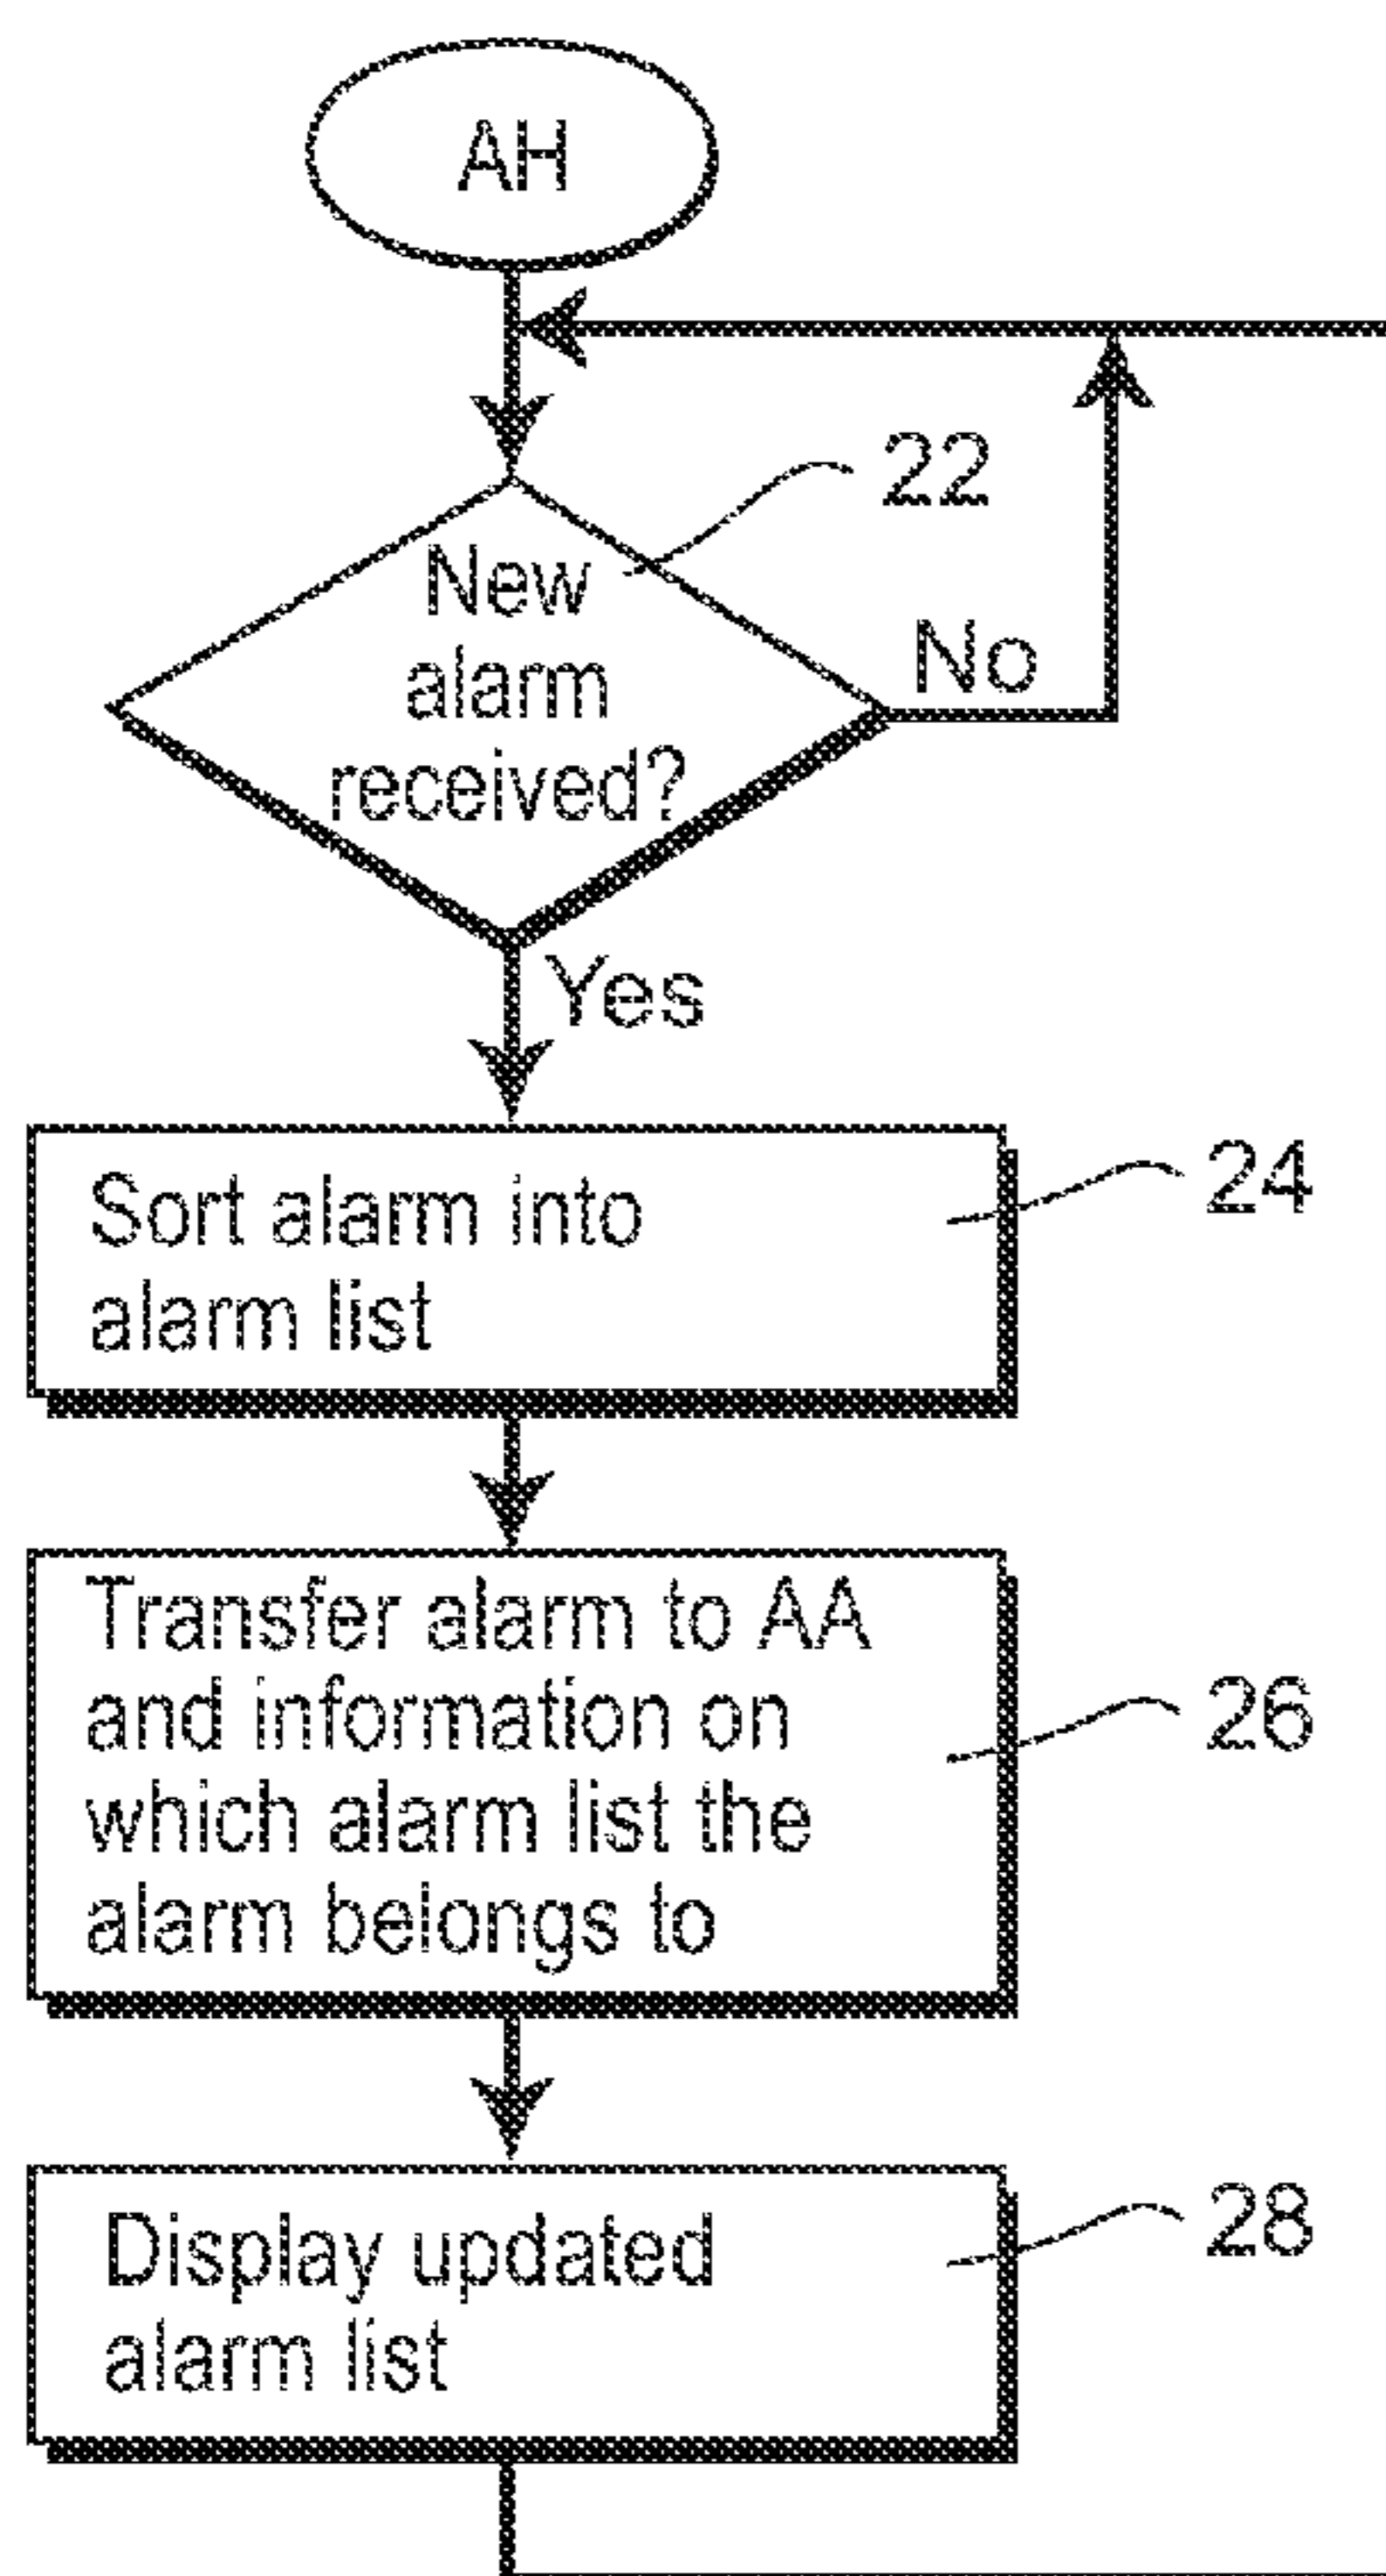 AH
22
New
alarm
received?
No
Yes
24
Sort alarm into
alarm list
Transfer alarm to AA
and information on
which alarm list the
alarm belongs to
26
Display updated
alarm list
28